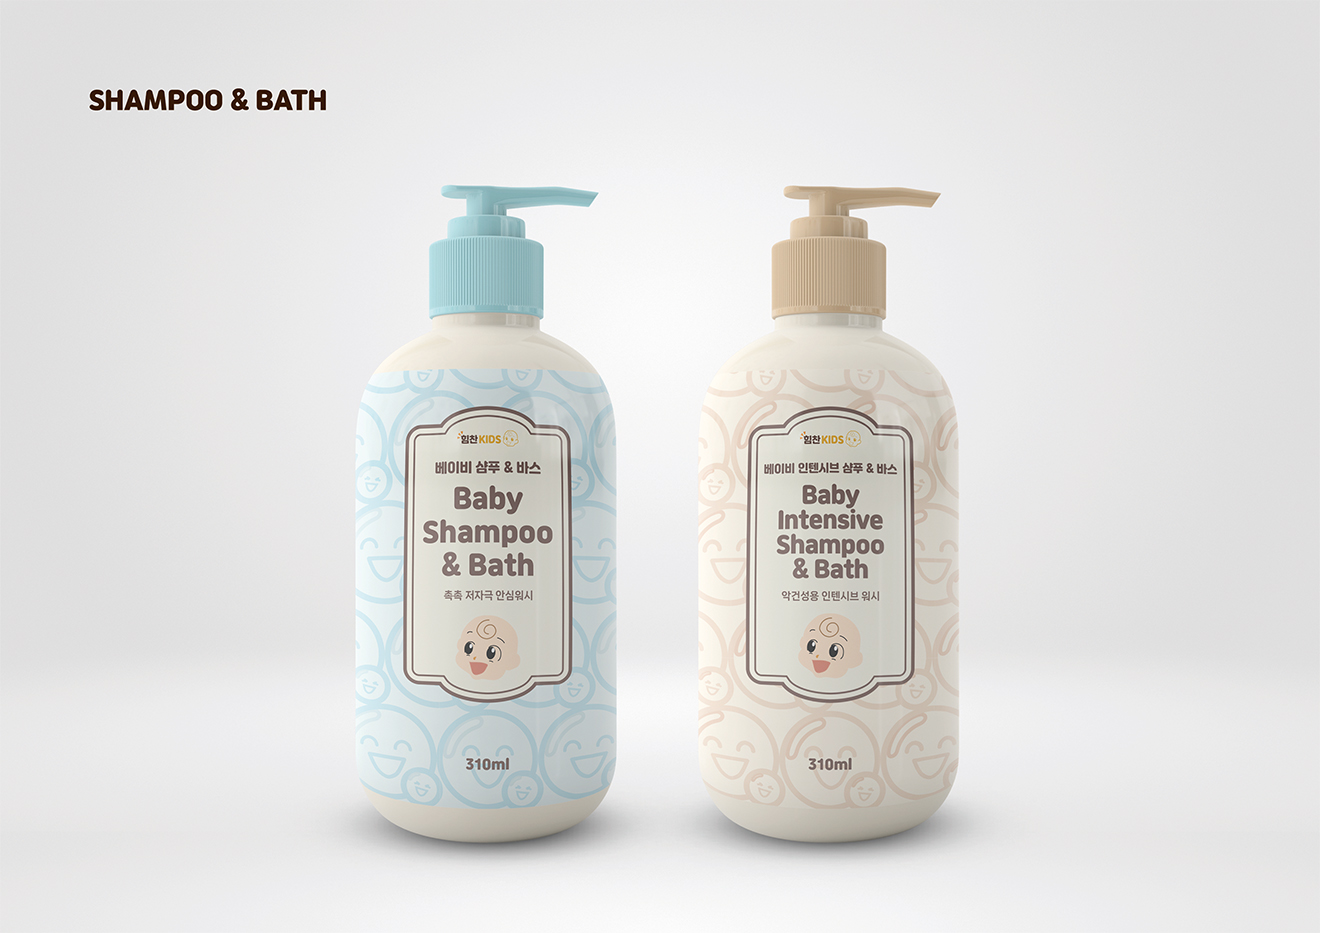 SHAMPOO & BATH
힘찬KIDS
베이비 샴푸 & 바스
Baby
Shampoo
& Bath
촉촉 저자극 안심워시
310ml
힘찬KIDS
베이비 인텐시브 샴푸 & 바스
Baby
Intensive
Shampoo
& Bath
악건성용 인텐시브 워시
310ml